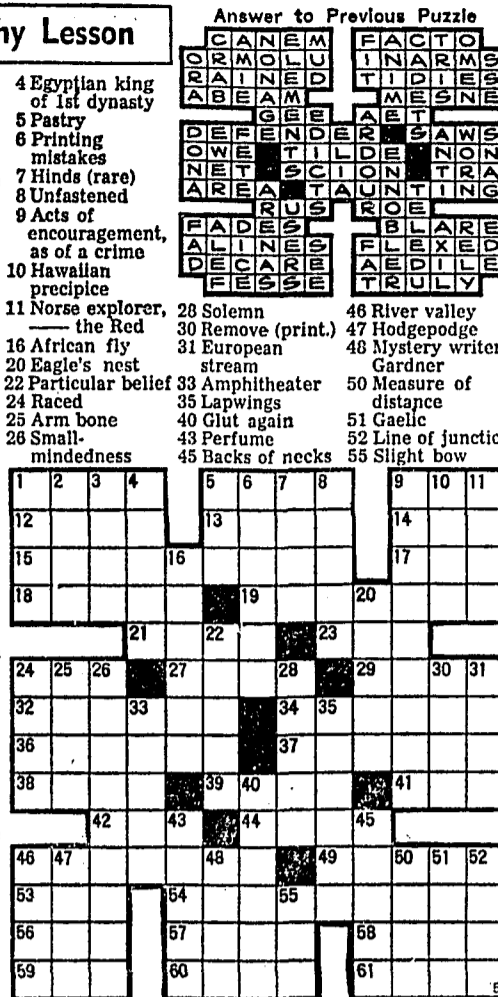 ny Lesson
4 Egyptian king
of 1st dynasty
5 Pastry
6 Printing
mistakes
7 Hinds (rare)
8 Unfastened
9 Acts of
encouragement,
as of a crime
10 Hawaiian
precipice
11 Norse explorer,
—— the Red
16 African fly
20 Eagle's nest
22 Particular belief
24 Raced
25 Arm bone
26 Small-
mindedness
Answer to Previous Puzzle
CANEM FACTO
ORMOLU INARMS
RAINED TIDIES
ABEAM MESNE
GEE AET
DEFENDER SAWS
OWE TILDE NON
NET SCION TRA
AREA TAUNTING
RUS ROE
FADES BLARE
ALINES FLEXED
DECARE AEDILE
FESSE TRULY
28 Solemn
30 Remove (print.)
31 European
stream
33 Amphitheater
35 Lapwings
40 Glut again
43 Perfume
45 Backs of necks
46 River valley
47 Hodgepodge
48 Mystery writer
Gardner
50 Measure of
distance
51 Gaelic
52 Line of junctio
55 Slight bow
1 2 3 4 5 6 7 8 9 10 11
12 13 14
15 16 17
18 19 20
21 22 23
24 25 26 27 28 29 30 31
32 33 34 35
36 37
38 39 40 41
42 43 44 45
46 47 48 49 50 51 52
53 54 55
56 57 58
59 60 61